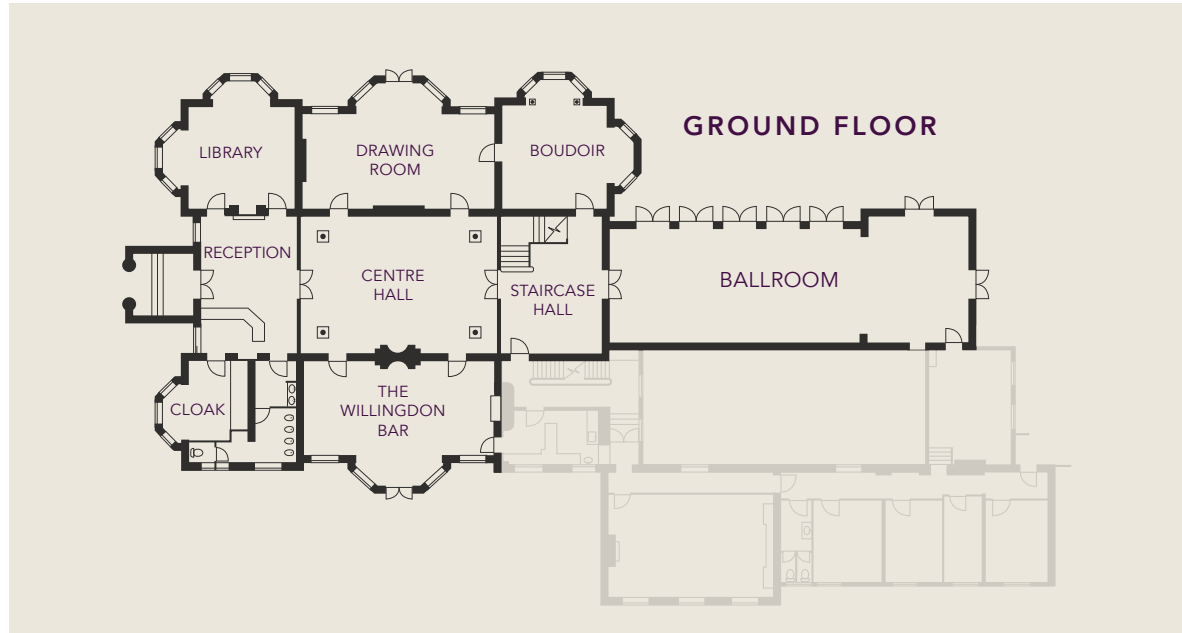 GROUND FLOOR
LIBRARY
DRAWING
ROOM
BOUDOIR
RECEPTION
CENTRE
HALL
STAIRCASE
HALL
BALLROOM
CLOAK
THE
WILLINGDON
BAR